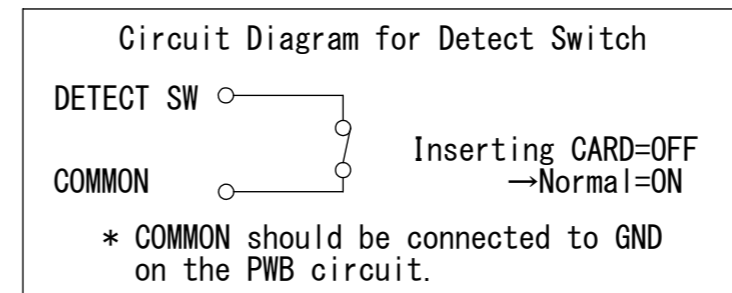 Circuit Diagram for Detect Switch
DETECT SW
Inserting CARD=OFF
COMMON
→Normal=ON
* COMMON should be connected to GND
on the PWB circuit.